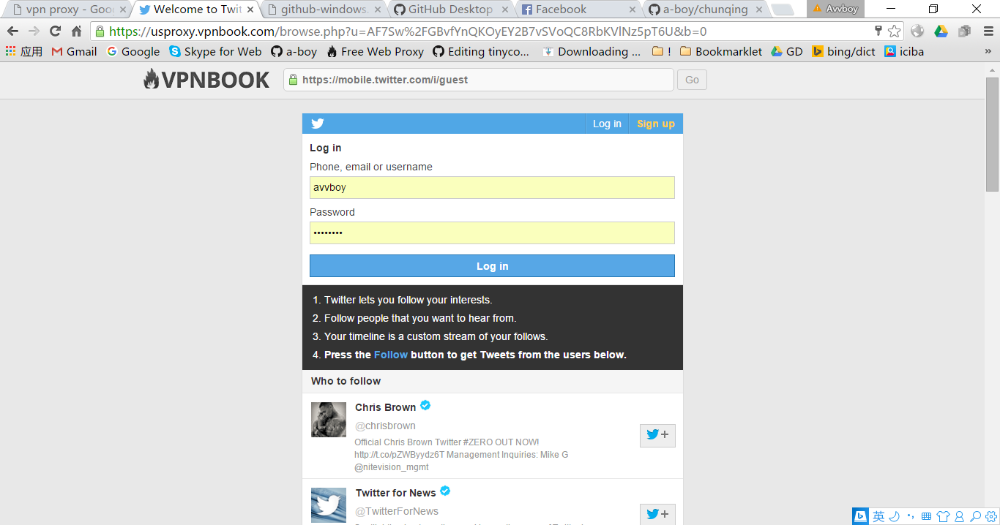 vpn proxy - Goo
Welcome to Twit
github-windows.
GitHub Desktop
Facebook
a-boy/chunqing
Avvboy
https://usproxy.vpnbook.com/browse.php?u=AF7Sw%2FGBvfYnQKOyEY2B7vSVoQC8RbKVlNz5pT6U&b=0
应用
Gmail
Google
Skype for Web
a-boy
Free Web Proxy
Editing tinyco...
Downloading ...
!
Bookmarklet
GD
bing/dict
iciba
»
VPNBOOK
https://mobile.twitter.com/i/guest
Go
Log in
Sign up
Log in
Phone, email or username
avvboy
Password
••••••••
Log in
1. Twitter lets you follow your interests.
2. Follow people that you want to hear from.
3. Your timeline is a custom stream of your follows.
4. Press the Follow button to get Tweets from the users below.
Who to follow
Chris Brown
@chrisbrown
Official Chris Brown Twitter #ZERO OUT NOW!
http://t.co/pZWByydz6T Management Inquiries: Mike G
@nitevision_mgmt
+
Twitter for News
@TwitterForNews
+
英